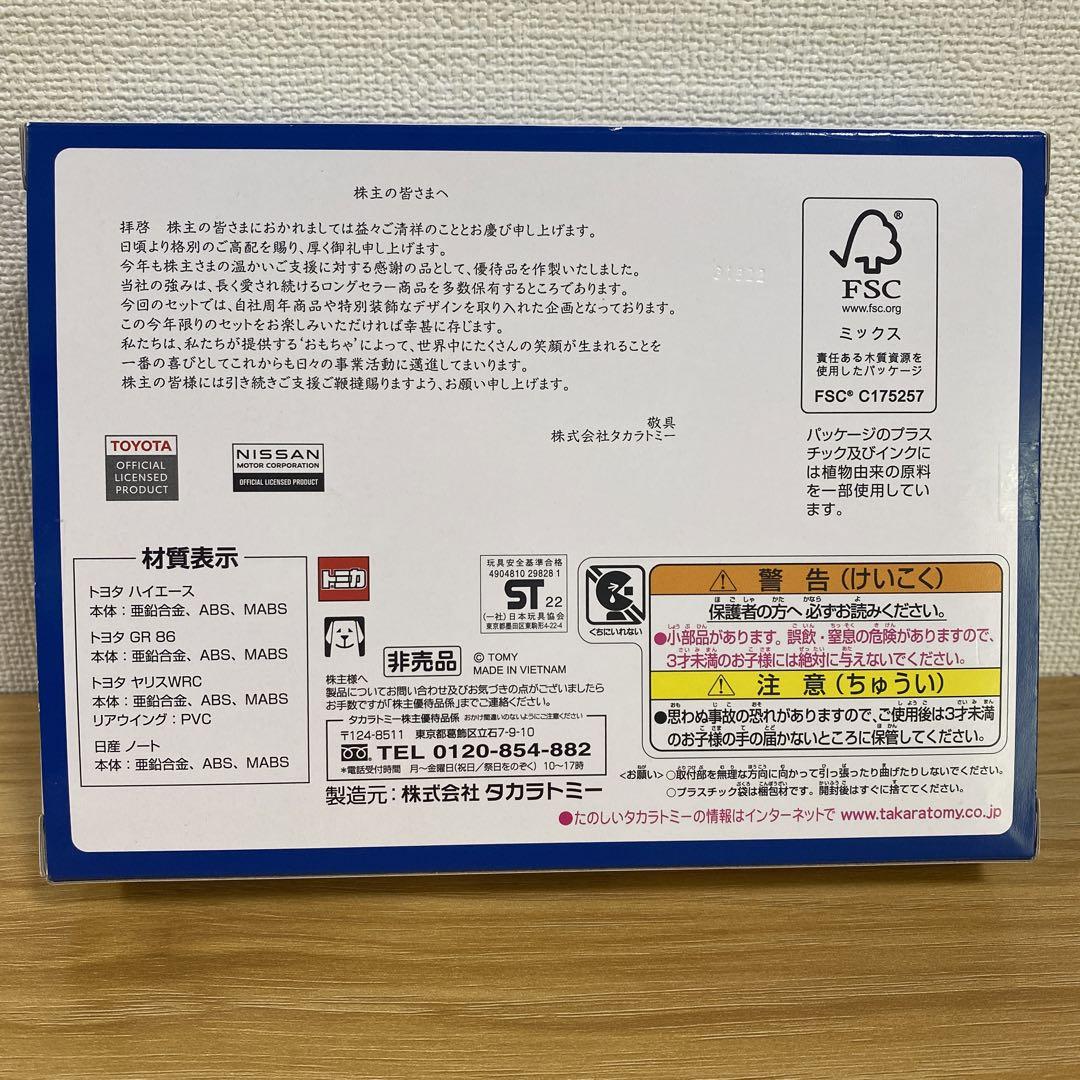 株主の皆さまへ
拝啓　株主の皆さまにおかれましては益々ご清祥のこととお慶び申し上げます。
日頃より格別のご高配を賜り、厚く御礼申し上げます。
今年も株主さまの温かいご支援に対する感謝の品として、優待品を作製いたしました。
当社の強みは、長く愛され続けるロングセラー商品を多数保有するところであります。
今回のセットでは、自社周年商品や特別装飾なデザインを取り入れた企画となっております。
この今年限りのセットをお楽しみいただければ幸甚に存じます。
私たちは、私たちが提供する‘おもちゃ’によって、世界中にたくさんの笑顔が生まれることを
一番の喜びとしてこれからも日々の事業活動に邁進してまいります。
株主の皆様には引き続きご支援ご鞭撻賜りますよう、お願い申し上げます。
敬具
株式会社タカラトミー
FSC®
www.fsc.org
ミックス
責任ある木質資源を
使用したパッケージ
FSC® C175257
パッケージのプラス
チック及びインクに
は植物由来の原料
を一部使用していま
ます。
TOYOTA
OFFICIAL
LICENSED
PRODUCT
NISSAN
MOTOR CORPORATION
OFFICIAL LICENSED PRODUCT
材質表示
トヨタ ハイエース
本体：亜鉛合金、ABS、MABS
トヨタ GR 86
本体：亜鉛合金、ABS、MABS
トヨタ ヤリスWRC
本体：亜鉛合金、ABS、MABS
リアウイング：PVC
日産 ノート
本体：亜鉛合金、ABS、MABS
トミカ
玩具安全基準合格
4904810 29828 1
ST 22
(一社)日本玩具協会
東京都墨田区東駒形4-22-4
非売品
© TOMY
MADE IN VIETNAM
株主様へ
製品についてお問い合わせ及びお気づきの点がございましたら
お手数ですが「株主優待品係」までご連絡ください。
タカラトミー株主優待品係 おかけ間違いのないようにご注意ください
〒124-8511　東京都葛飾区立石7-9-10
TEL 0120-854-882
*電話受付時間　月〜金曜日(祝日/祭日をのぞく) 10〜17時
製造元：株式会社 タカラトミー
くちにいれない
警 告（けいこく）
保護者の方へ 必ずお読みください。
●小部品があります。誤飲・窒息の危険がありますので、
3才未満のお子様には絶対に与えないでください。
注 意（ちゅうい）
●思わぬ事故の恐れがありますので、ご使用後は3才未満
のお子様の手の届かないところに保管してください。
<お願い>○取付部を無理な方向に向かって引っ張ったり曲げたりしないでください。
○プラスチック袋は梱包材です。開封後はすぐに捨ててください。
●たのしいタカラトミーの情報はインターネットで www.takaratomy.co.jp